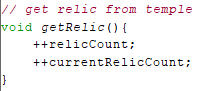 // get relic from temple
void getRelic(){
    ++relicCount;
    ++currentRelicCount;
}